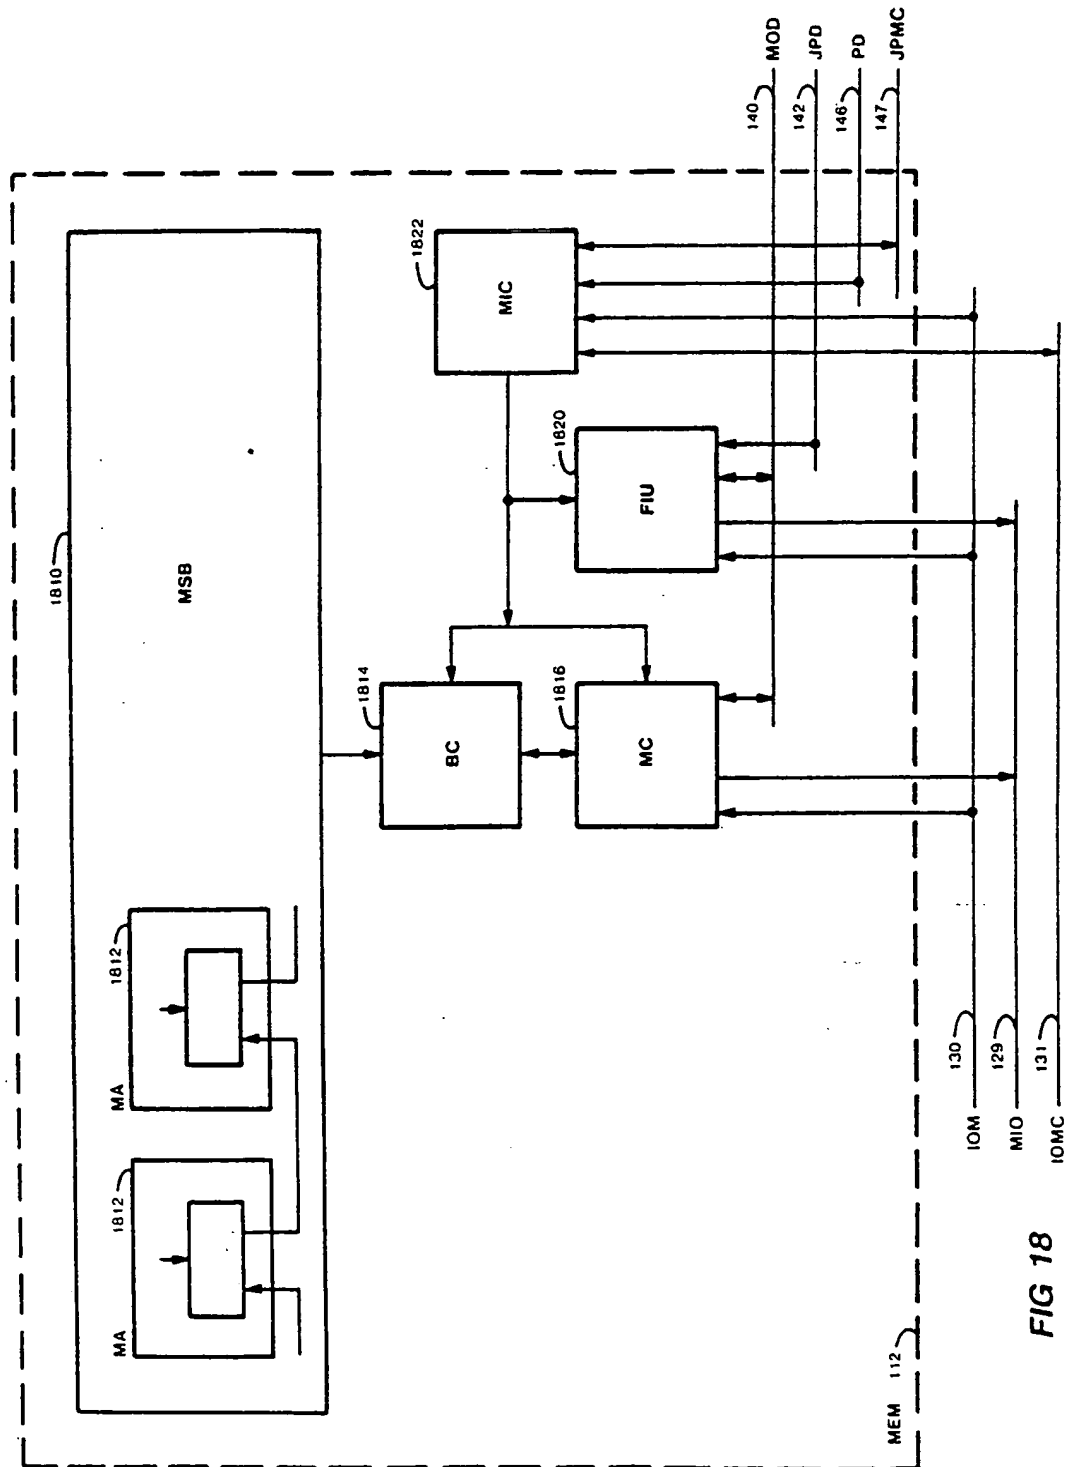 1810
MSB
MA
1812
MA
1812
1814
BC
1816
MC
1820
FIU
1822
MIC
140
MOD
142
JPD
146
PD
147
JPMC
IOM
130
MIO
129
IOMC
131
MEM 112
FIG 18